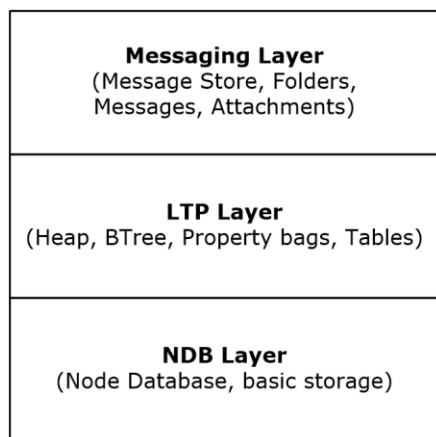 Messaging Layer
(Message Store, Folders,
Messages, Attachments)
LTP Layer
(Heap, BTree, Property bags, Tables)
NDB Layer
(Node Database, basic storage)